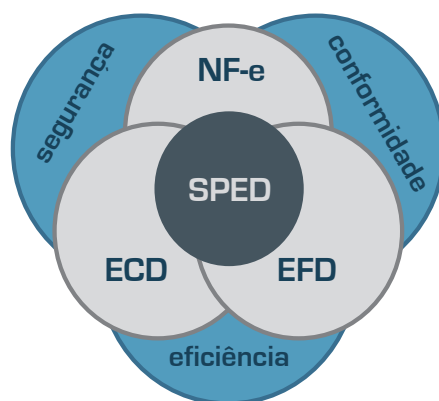 segurança
NF-e
conformidade
SPED
ECD
EFD
eficiência